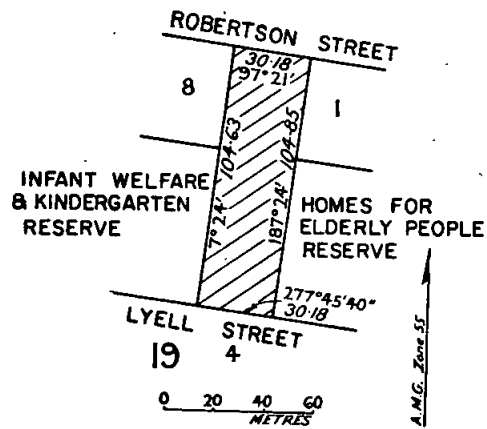 ROBERTSON STREET
30·18
97°21'
8
1
104·63
7°24'
104·85
187°24'
INFANT WELFARE
& KINDERGARTEN
RESERVE
HOMES FOR
ELDERLY PEOPLE
RESERVE
277°45'40"
30·18
LYELL STREET
19 4
0 20 40 60
METRES
A.M.G. Zone 55